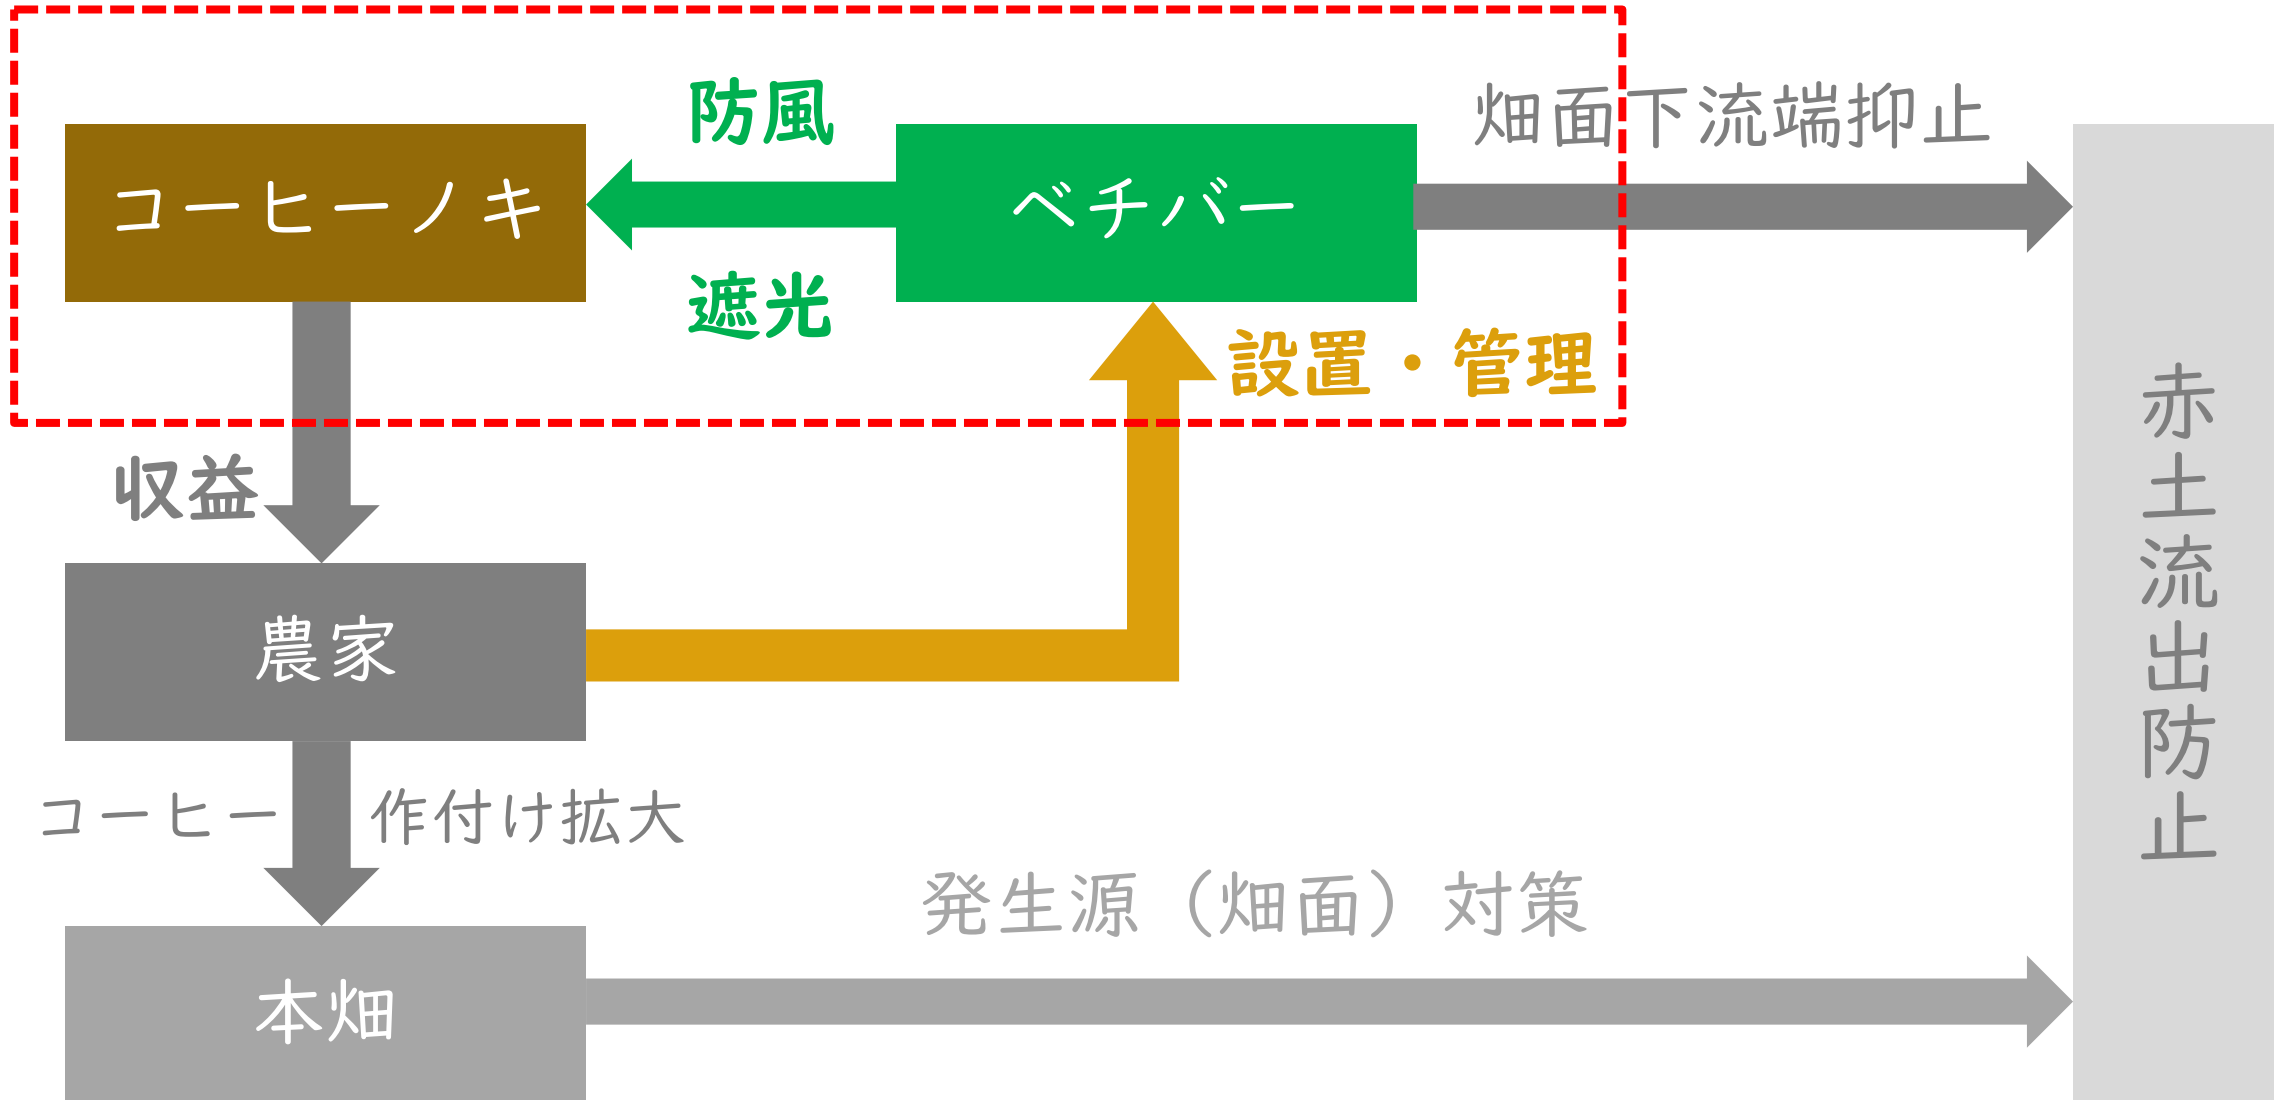 防風
畑面下流端抑止
コーヒーノキ
ベチバー
遮光
設置・管理
赤土流出防止
収益
農家
コーヒー 作付け拡大
発生源（畑面）対策
本畑